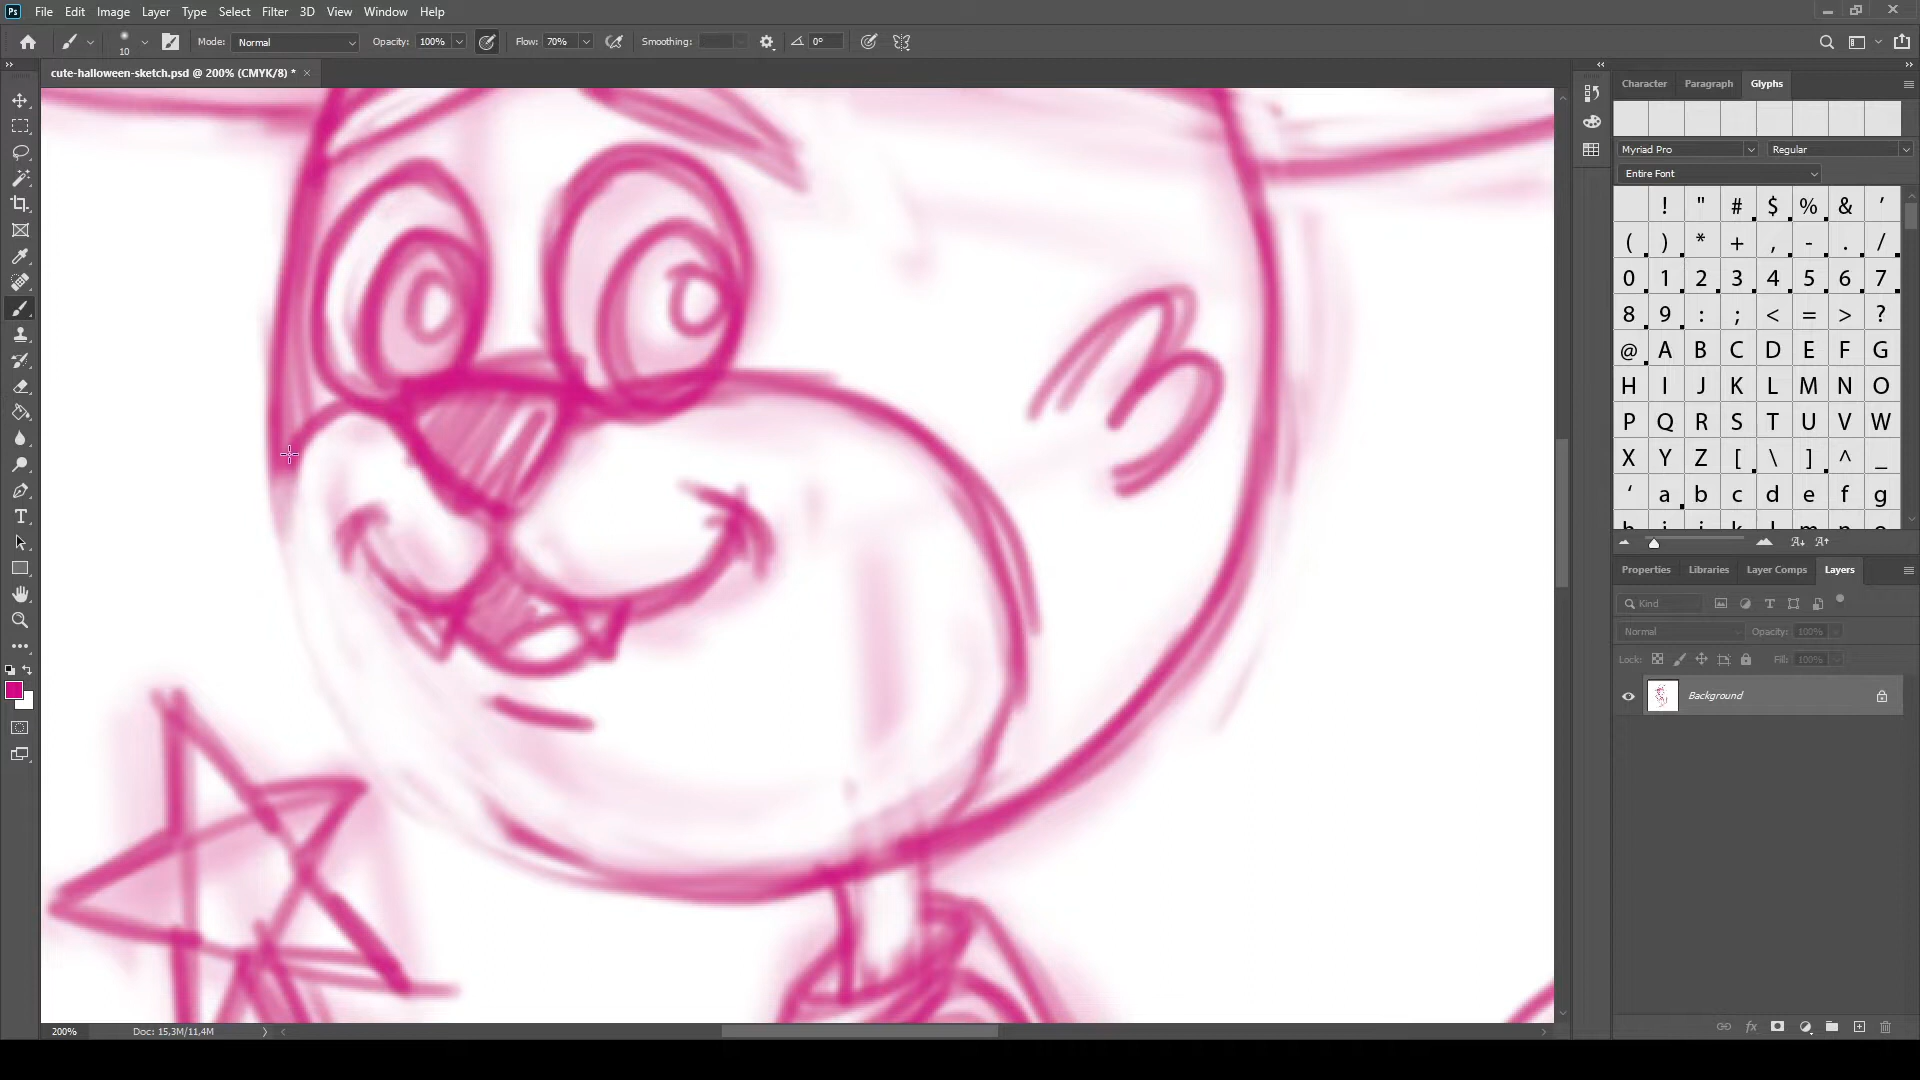 Ps File Edit Image Layer Type Select Filter 3D View Window Help
10 Mode: Normal Opacity: 100% Flow: 70% Smoothing: 0°
cute-halloween-sketch.psd @ 200% (CMYK/8) * ×
Character Paragraph Glyphs
Myriad Pro Regular
Entire Font
! " # $ % & ’
( ) * + , - . /
0 1 2 3 4 5 6 7
8 9 : ; < = > ?
@ A B C D E F G
H I J K L M N O
P Q R S T U V W
X Y Z [ \ ] ^ _
‘ a b c d e f g
Properties Libraries Layer Comps Layers
Kind
Normal Opacity: 100%
Lock: Fill: 100%
Background
200% Doc: 15,3M/11,4M